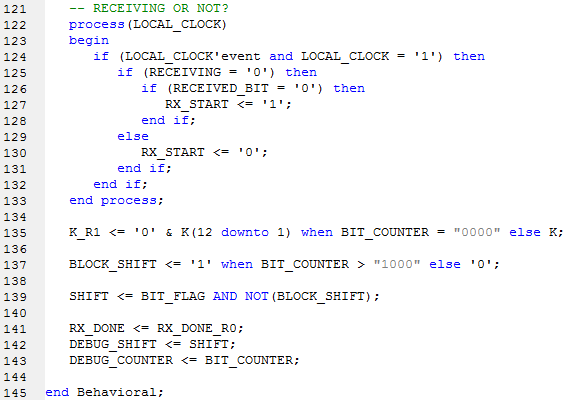 121 -- RECEIVING OR NOT?
122 process(LOCAL_CLOCK)
123 begin
124 if (LOCAL_CLOCK'event and LOCAL_CLOCK = '1') then
125 if (RECEIVING = '0') then
126 if (RECEIVED_BIT = '0') then
127 RX_START <= '1';
128 end if;
129 else
130 RX_START <= '0';
131 end if;
132 end if;
133 end process;
134
135 K_R1 <= '0' & K(12 downto 1) when BIT_COUNTER = "0000" else K;
136
137 BLOCK_SHIFT <= '1' when BIT_COUNTER > "1000" else '0';
138
139 SHIFT <= BIT_FLAG AND NOT(BLOCK_SHIFT);
140
141 RX_DONE <= RX_DONE_R0;
142 DEBUG_SHIFT <= SHIFT;
143 DEBUG_COUNTER <= BIT_COUNTER;
144
145 end Behavioral;